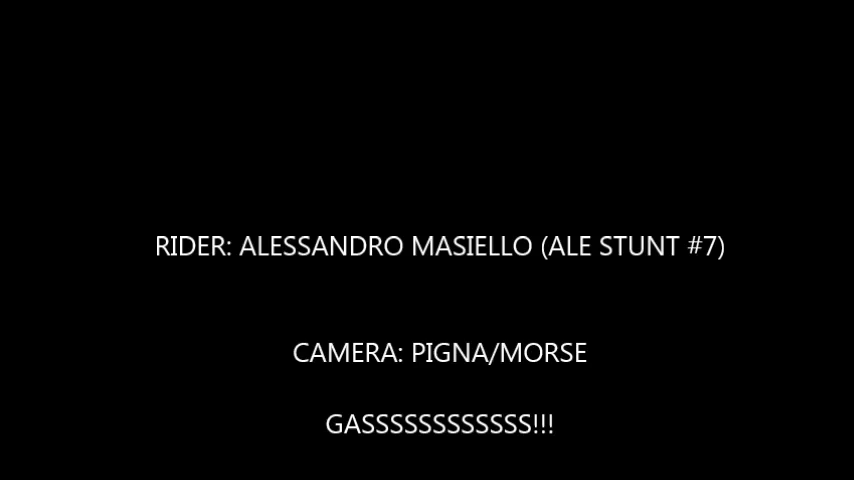 RIDER: ALESSANDRO MASIELLO (ALE STUNT #7)
CAMERA: PIGNA/MORSE
GASSSSSSSSSSSS!!!